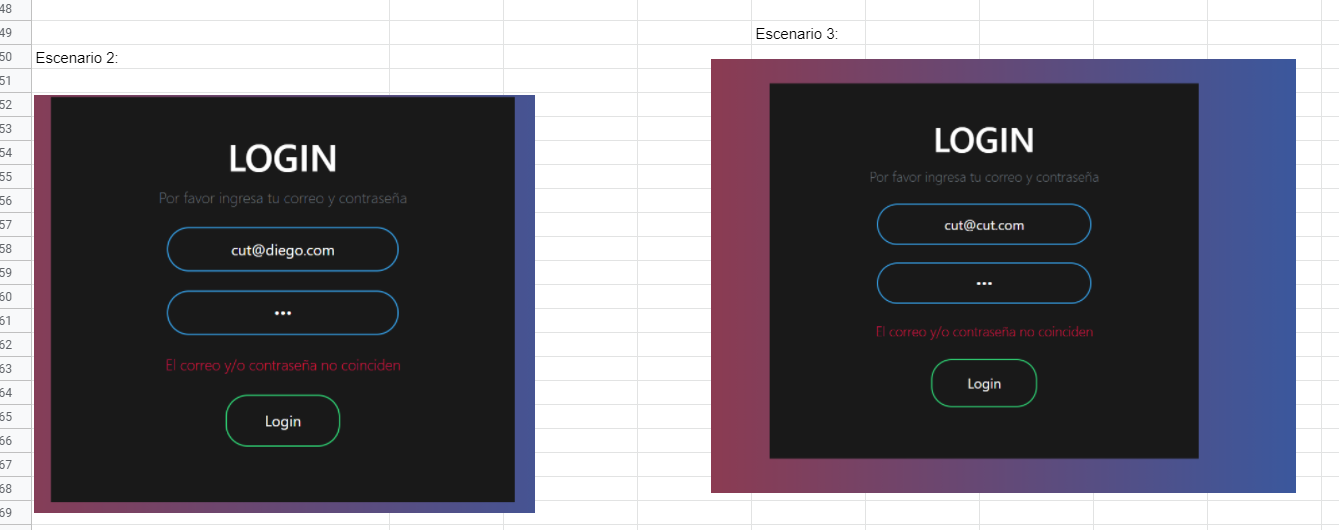 48
49
50
51
52
53
54
55
56
57
58
59
60
61
62
63
64
65
66
67
68
69
Escenario 2:
LOGIN
Por favor ingresa tu correo y contraseña
cut@diego.com
•••
El correo y/o contraseña no coinciden
Login
Escenario 3:
LOGIN
Por favor ingresa tu correo y contraseña
cut@cut.com
•••
El correo y/o contraseña no coinciden
Login